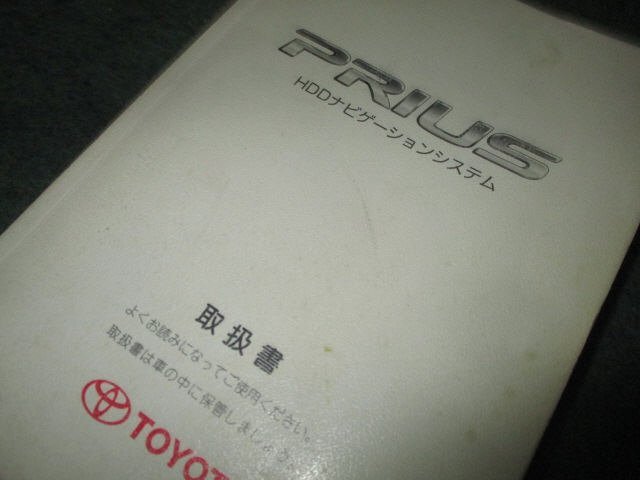 PRIUS
HDDナビゲーションシステム
取扱書
よくお読みになってご使用ください。
取扱書は車の中に保管しましょう。
TOYOT